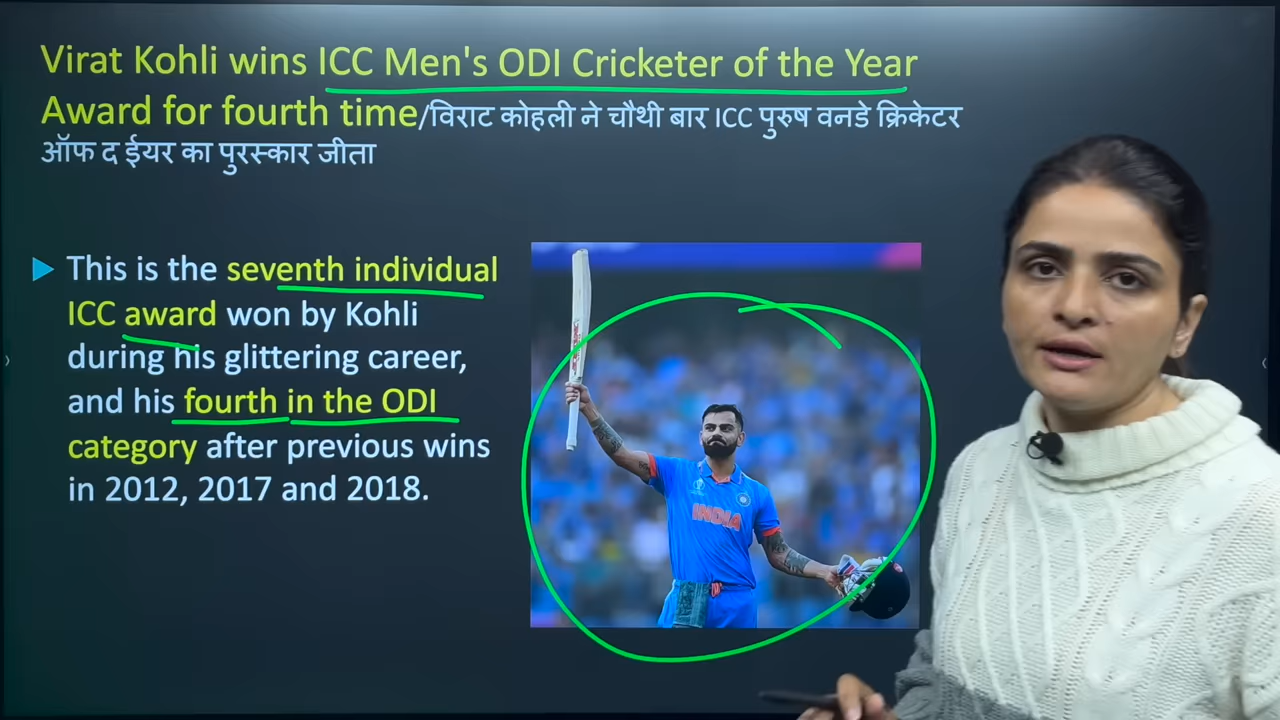 Virat Kohli wins ICC Men's ODI Cricketer of the Year
Award for fourth time/विराट कोहली ने चौथी बार ICC पुरुष वनडे क्रिकेटर
ऑफ द ईयर का पुरस्कार जीता
This is the seventh individual
ICC award won by Kohli
during his glittering career,
and his fourth in the ODI
category after previous wins
in 2012, 2017 and 2018.
INDIA